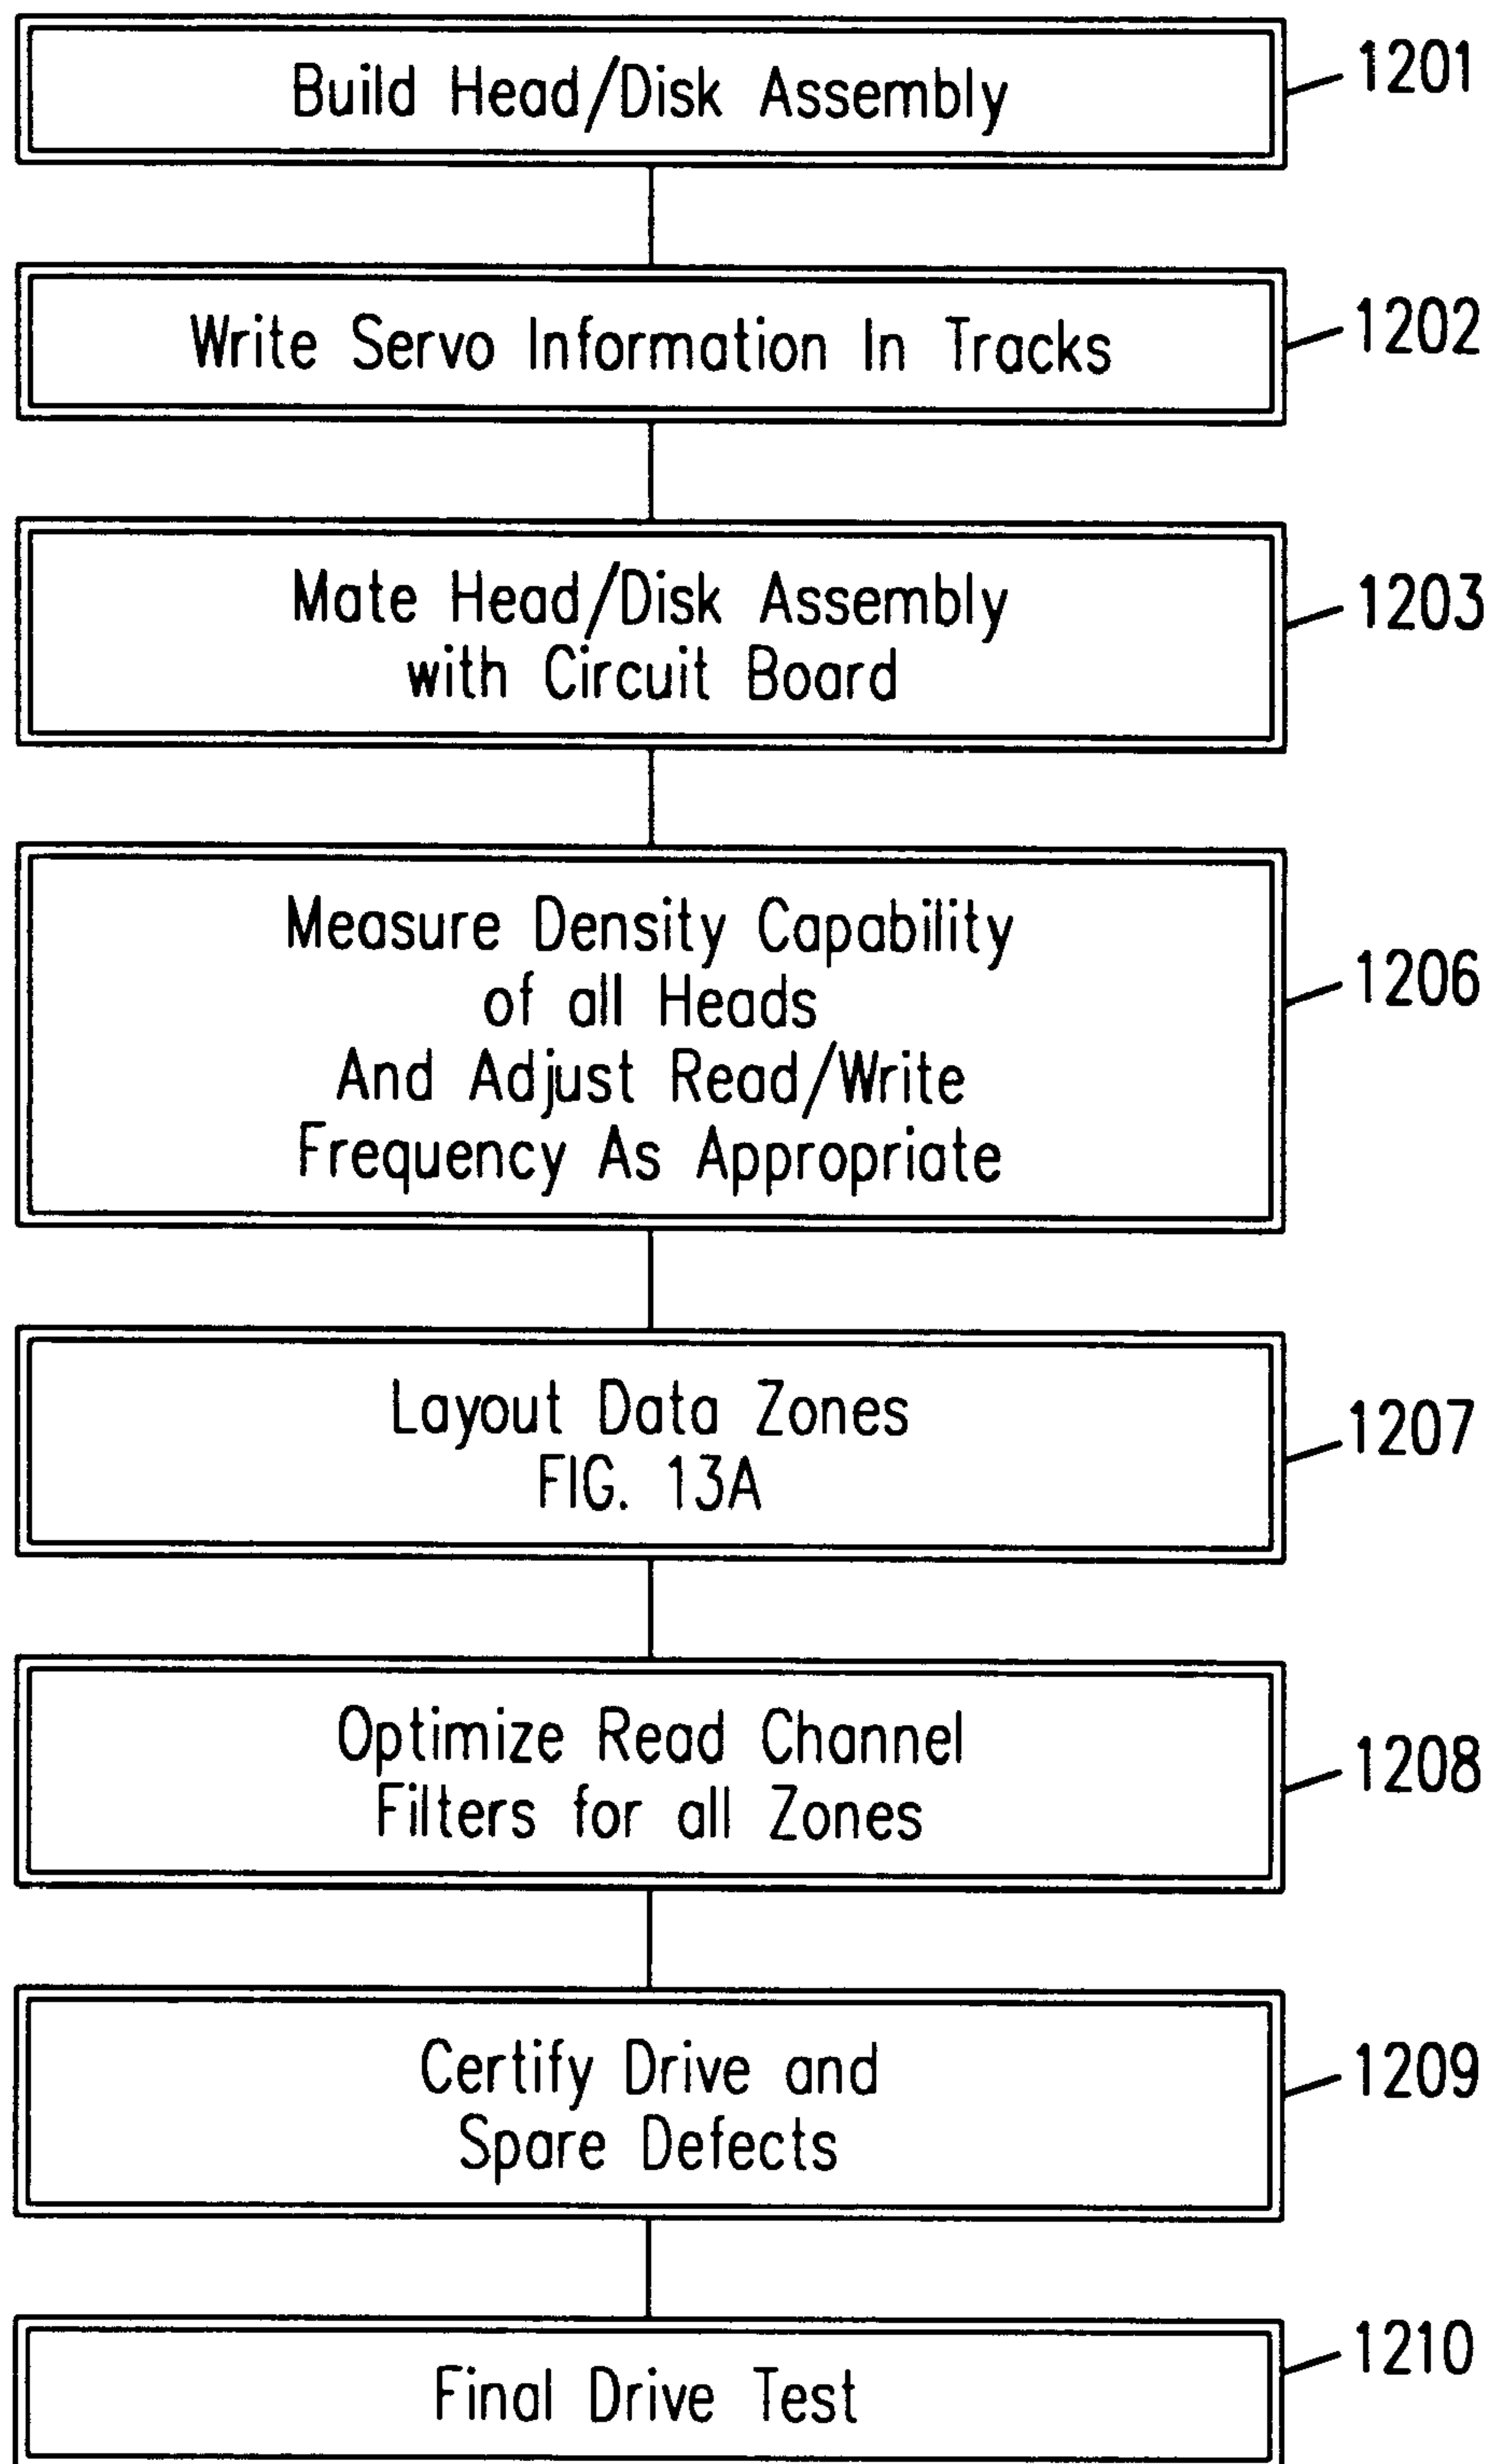 Build Head/Disk Assembly
1201
Write Servo Information In Tracks
1202
Mate Head/Disk Assembly
with Circuit Board
1203
Measure Density Capability
of all Heads
And Adjust Read/Write
Frequency As Appropriate
1206
Layout Data Zones
FIG. 13A
1207
Optimize Read Channel
Filters for all Zones
1208
Certify Drive and
Spare Defects
1209
Final Drive Test
1210